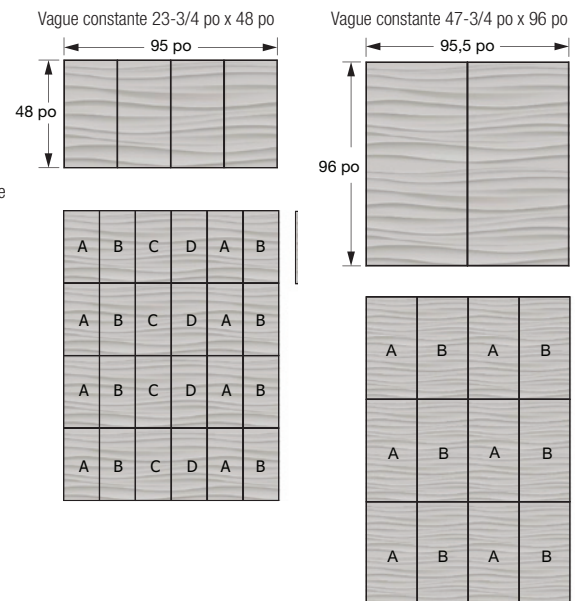 Vague constante 23-3/4 po x 48 po
95 po
48 po
e
A B C D A B
A B C D A B
A B C D A B
A B C D A B
Vague constante 47-3/4 po x 96 po
95,5 po
96 po
A B A B
A B A B
A B A B